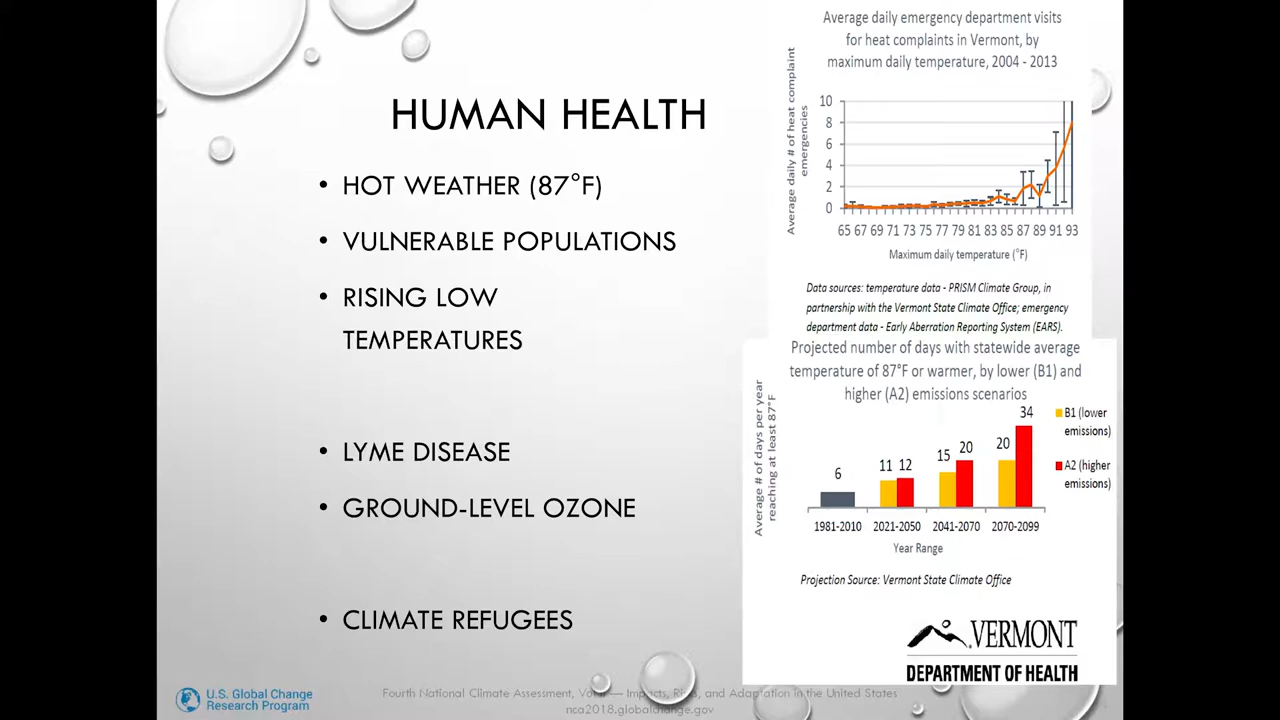 HUMAN HEALTH
• HOT WEATHER (87°F)
• VULNERABLE POPULATIONS
• RISING LOW
TEMPERATURES
• LYME DISEASE
• GROUND-LEVEL OZONE
• CLIMATE REFUGEES
Average daily emergency department visits
for heat complaints in Vermont, by
maximum daily temperature, 2004 - 2013
Average daily # of heat complaint
emergencies
10
8
6
4
2
0
65 67 69 71 73 75 77 79 81 83 85 87 89 91 93
Maximum daily temperature (°F)
Data sources: temperature data - PRISM Climate Group, in
partnership with the Vermont State Climate Office; emergency
department data - Early Aberration Reporting System (EARS).
Projected number of days with statewide average
temperature of 87°F or warmer, by lower (B1) and
higher (A2) emissions scenarios
Average # of days per year
reaching at least 87°F
6
11 12
15 20
20 34
B1 (lower
emissions)
A2 (higher
emissions)
1981-2010 2021-2050 2041-2070 2070-2099
Year Range
Projection Source: Vermont State Climate Office
VERMONT
DEPARTMENT OF HEALTH
U.S. Global Change
Research Program
Fourth National Climate Assessment, Vol II — Impacts, Risks, and Adaptation in the United States
nca2018.globalchange.gov